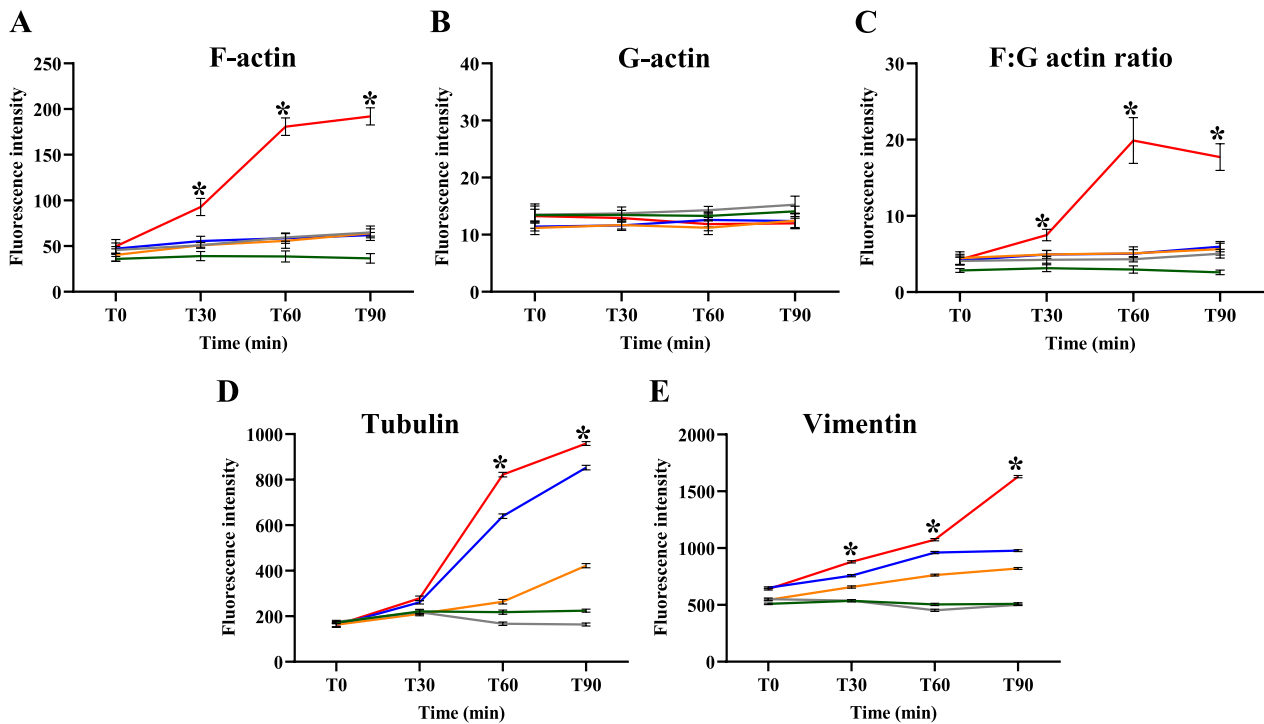 A
F-actin
Fluorescence intensity
250
200
150
100
50
0
*
*
*
T0 T30 T60 T90
Time (min)
B
G-actin
Fluorescence intensity
40
30
20
10
0
T0 T30 T60 T90
Time (min)
C
F:G actin ratio
Fluorescence intensity
30
20
10
0
*
*
*
T0 T30 T60 T90
Time (min)
D
Tubulin
Fluorescence intensity
1000
800
600
400
200
0
*
*
T0 T30 T60 T90
Time (min)
E
Vimentin
Fluorescence intensity
2000
1500
1000
500
0
*
*
*
T0 T30 T60 T90
Time (min)